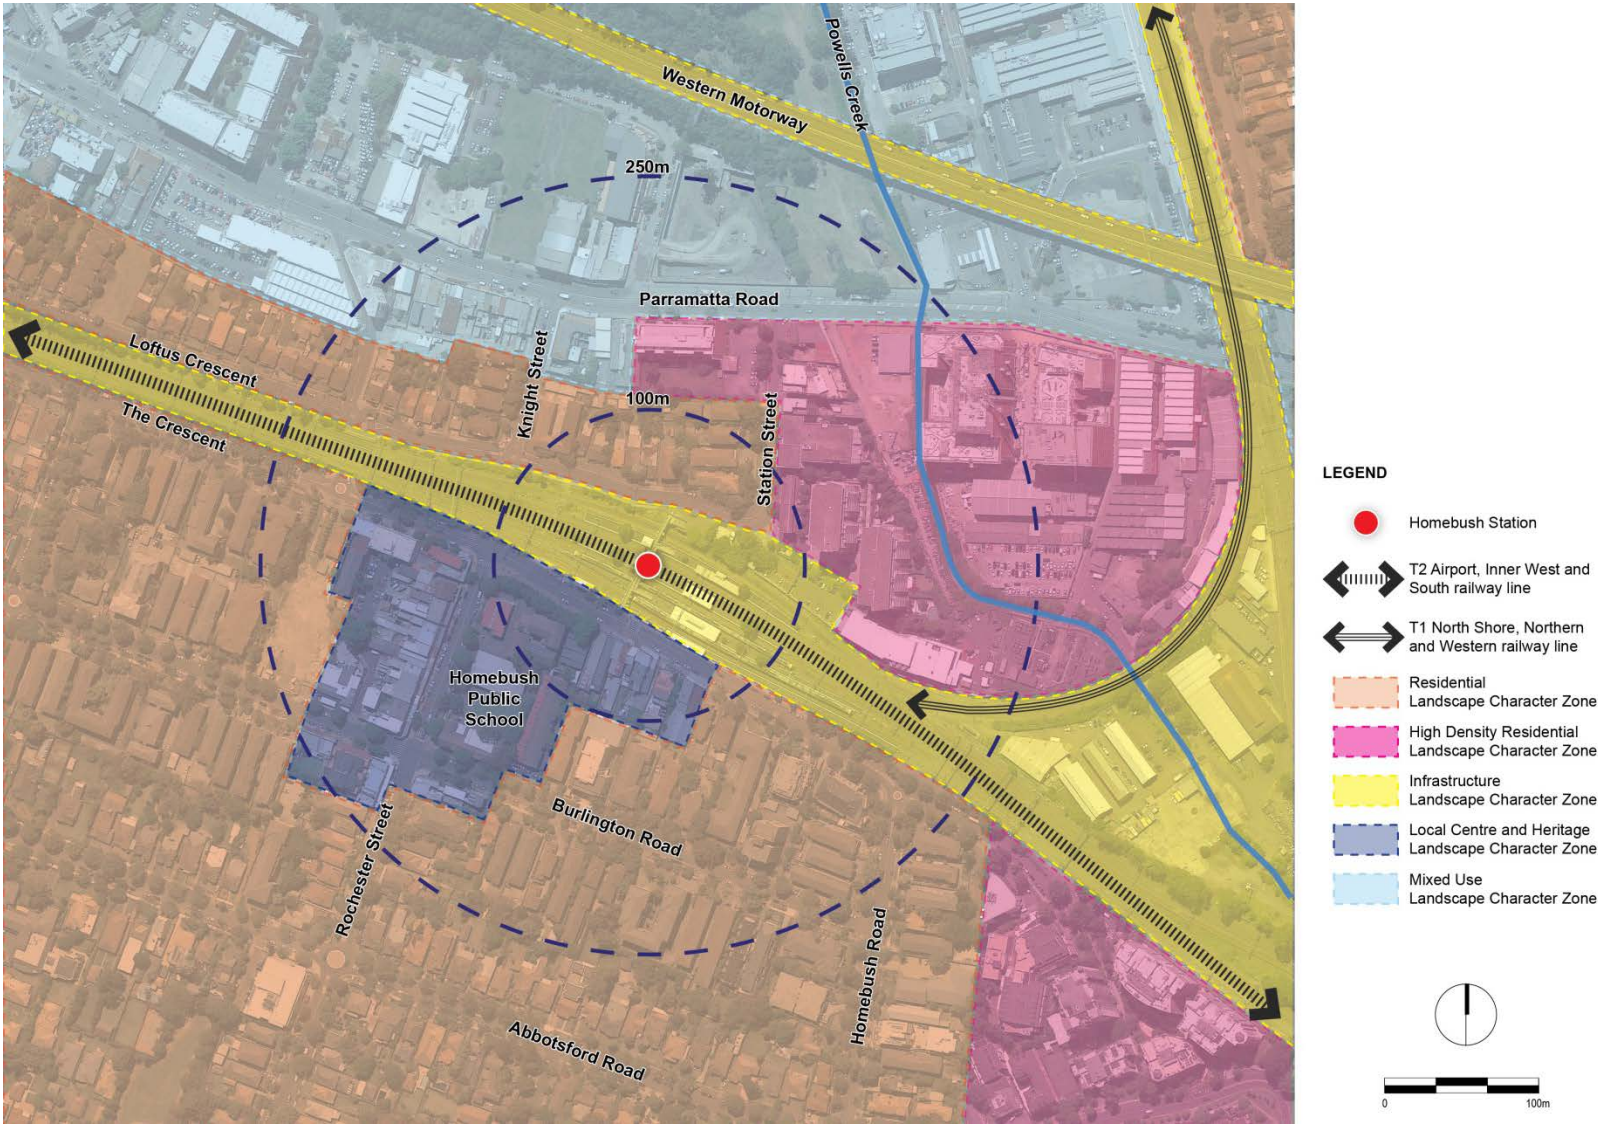 Powells Creek
Western Motorway
250m
Parramatta Road
Loftus Crescent
The Crescent
Knight Street
100m
Station Street
Homebush
Public
School
Burlington Road
Rochester Street
Homebush Road
Abbotsford Road
LEGEND
Homebush Station
T2 Airport, Inner West and
South railway line
T1 North Shore, Northern
and Western railway line
Residential
Landscape Character Zone
High Density Residential
Landscape Character Zone
Infrastructure
Landscape Character Zone
Local Centre and Heritage
Landscape Character Zone
Mixed Use
Landscape Character Zone
0 100m